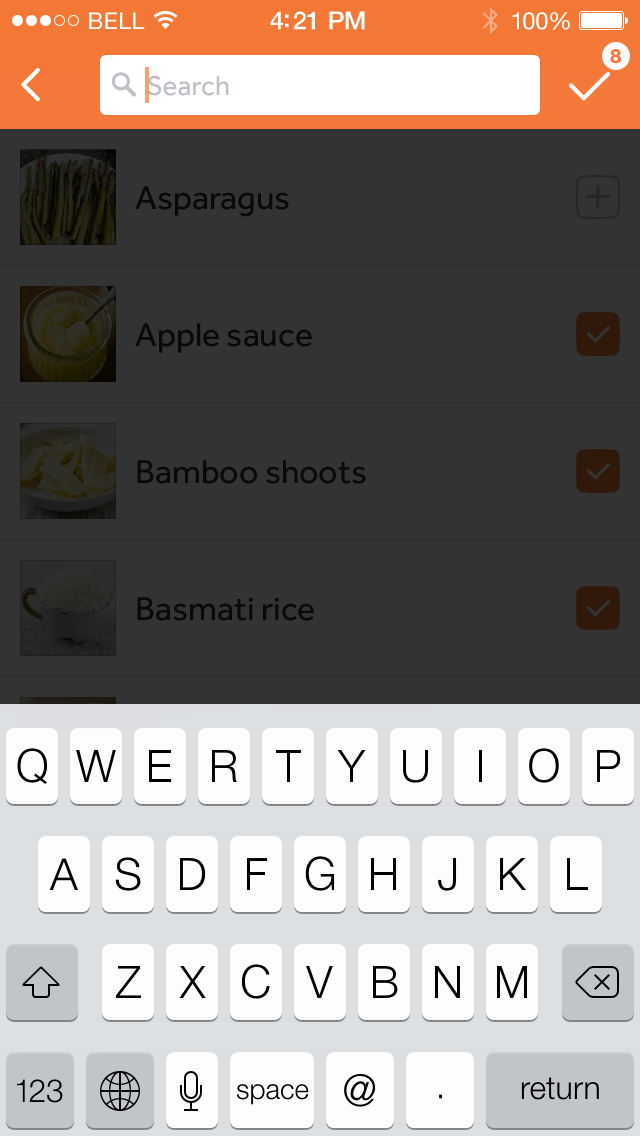 BELL 4:21 PM 100%
Search
8
Asparagus
Apple sauce
Bamboo shoots
Basmati rice
Q W E R T Y U I O P
A S D F G H J K L
Z X C V B N M
123 space @ . return